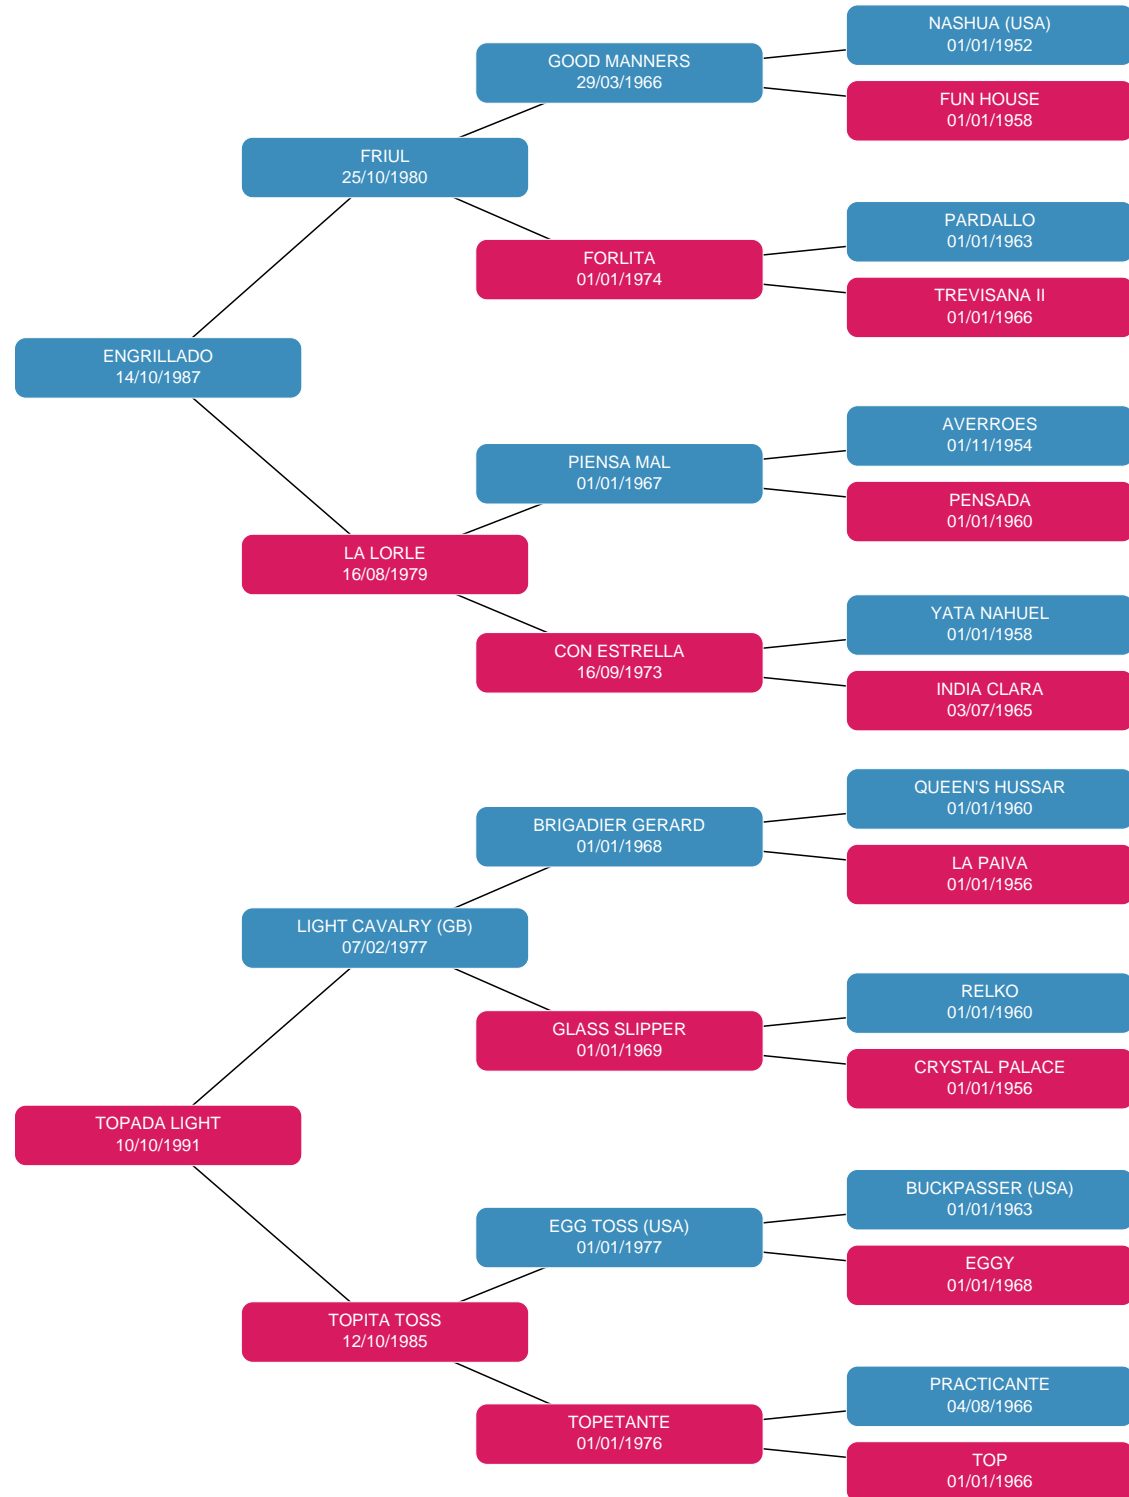 NASHUA (USA)
01/01/1952
GOOD MANNERS
29/03/1966
FUN HOUSE
01/01/1958
FRIUL
25/10/1980
PARDALLO
01/01/1963
FORLITA
01/01/1974
TREVISANA II
01/01/1966
ENGRILLADO
14/10/1987
AVERROES
01/11/1954
PIENSA MAL
01/01/1967
PENSADA
01/01/1960
LA LORLE
16/08/1979
YATA NAHUEL
01/01/1958
CON ESTRELLA
16/09/1973
INDIA CLARA
03/07/1965
QUEEN'S HUSSAR
01/01/1960
BRIGADIER GERARD
01/01/1968
LA PAIVA
01/01/1956
LIGHT CAVALRY (GB)
07/02/1977
RELKO
01/01/1960
GLASS SLIPPER
01/01/1969
CRYSTAL PALACE
01/01/1956
TOPADA LIGHT
10/10/1991
BUCKPASSER (USA)
01/01/1963
EGG TOSS (USA)
01/01/1977
EGGY
01/01/1968
TOPITA TOSS
12/10/1985
PRACTICANTE
04/08/1966
TOPETANTE
01/01/1976
TOP
01/01/1966